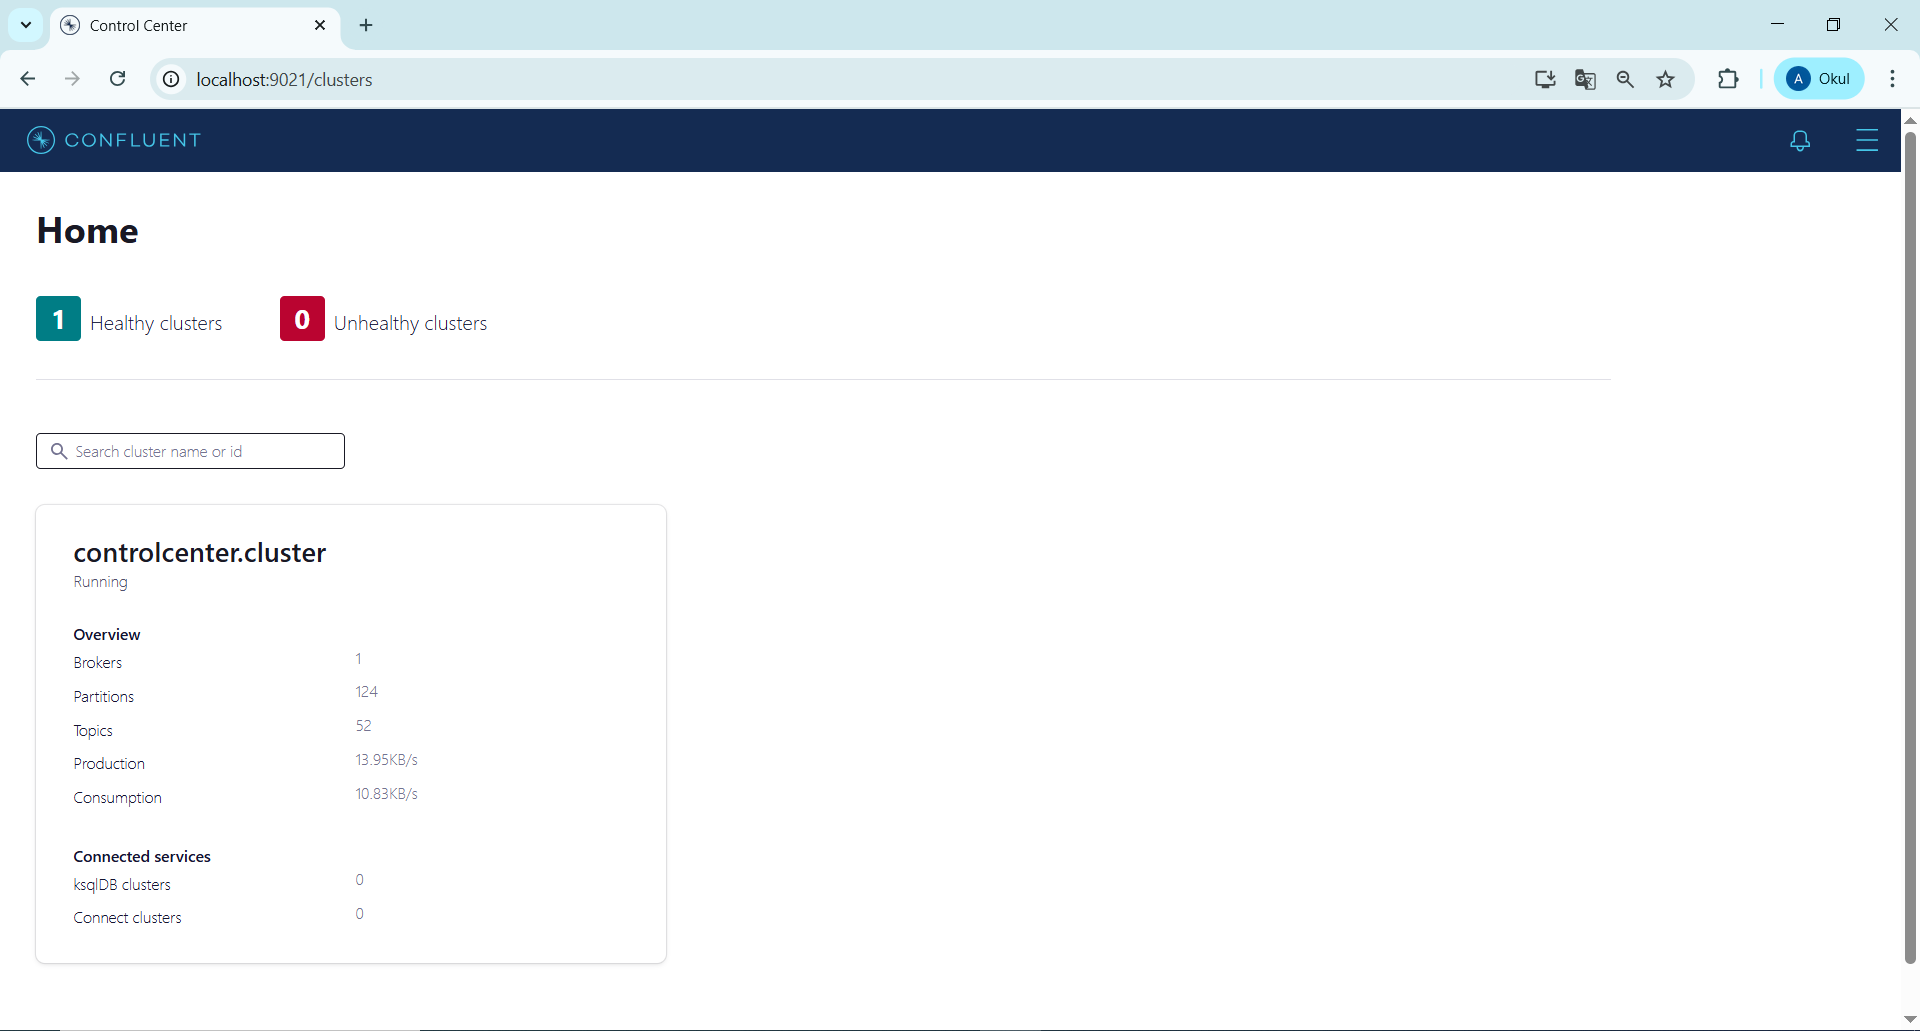 Control Center
localhost:9021/clusters
A Okul
CONFLUENT
Home
1 Healthy clusters 0 Unhealthy clusters
Search cluster name or id
controlcenter.cluster
Running
Overview
Brokers 1
Partitions 124
Topics 52
Production 13.95KB/s
Consumption 10.83KB/s
Connected services
ksqlDB clusters 0
Connect clusters 0